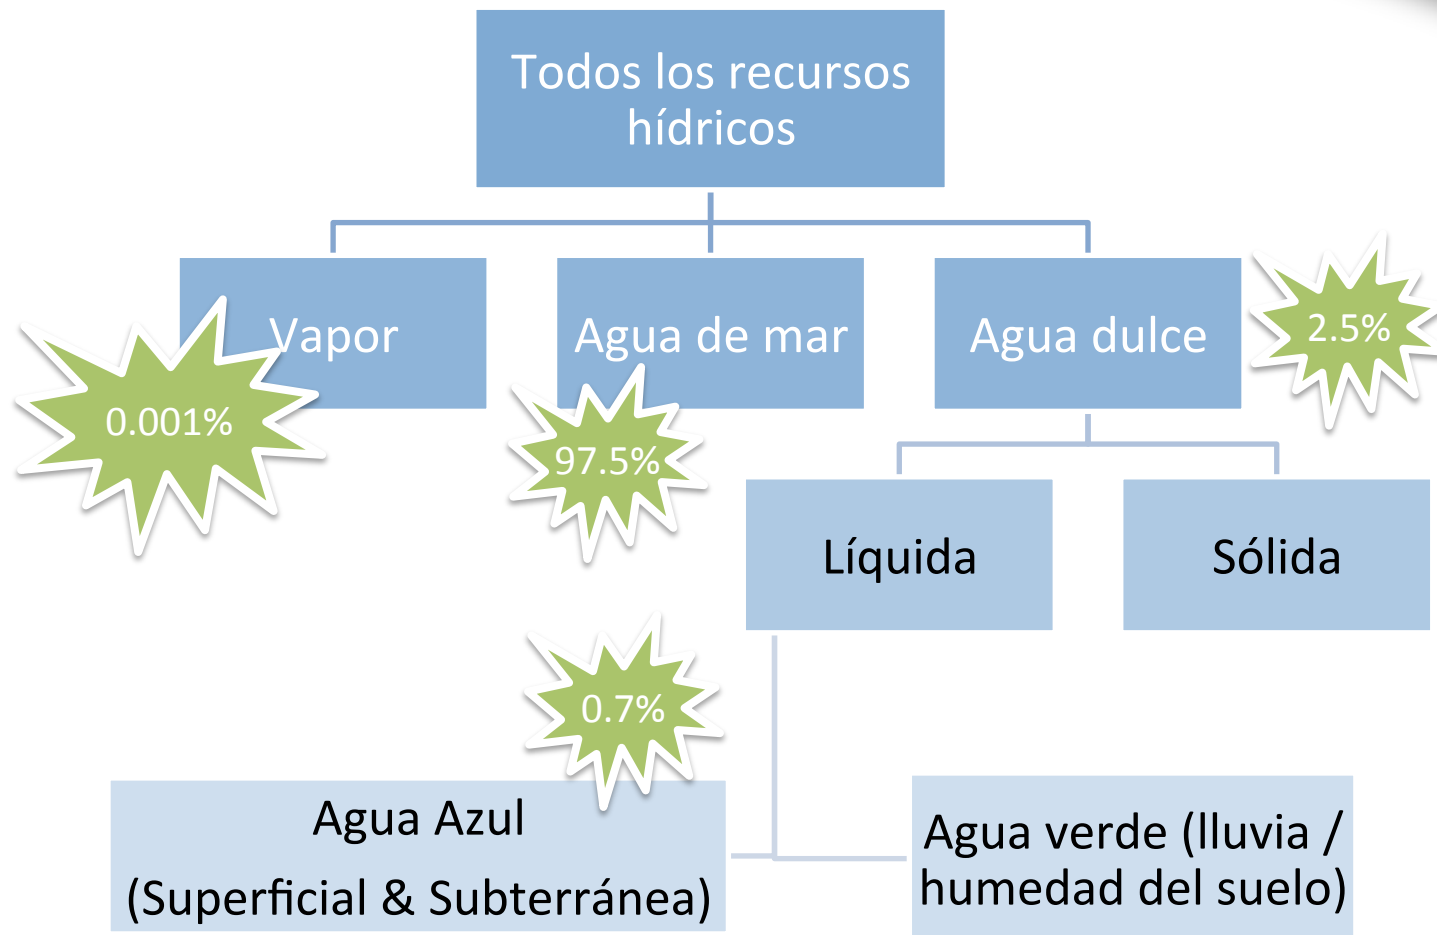 Todos los recursos
hídricos
Vapor
Agua de mar
Agua dulce
2.5%
0.001%
97.5%
Líquida
Sólida
0.7%
Agua Azul
(Superficial & Subterránea)
Agua verde (lluvia /
humedad del suelo)